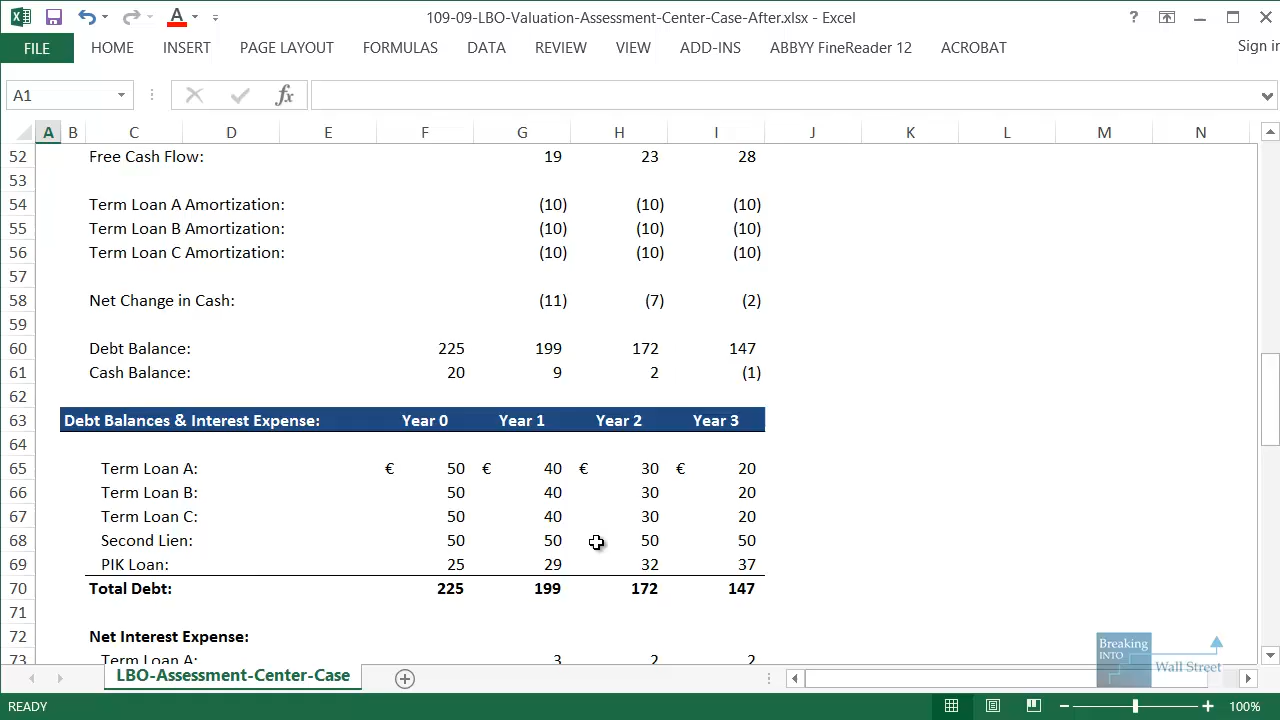 109-09-LBO-Valuation-Assessment-Center-Case-After.xlsx - Excel
FILE HOME INSERT PAGE LAYOUT FORMULAS DATA REVIEW VIEW ADD-INS ABBYY FineReader 12 ACROBAT Sign in
A1 fx
A B C D E F G H I J K L M N
52 Free Cash Flow: 19 23 28
53
54 Term Loan A Amortization: (10) (10) (10)
55 Term Loan B Amortization: (10) (10) (10)
56 Term Loan C Amortization: (10) (10) (10)
57
58 Net Change in Cash: (11) (7) (2)
59
60 Debt Balance: 225 199 172 147
61 Cash Balance: 20 9 2 (1)
62
63 Debt Balances & Interest Expense: Year 0 Year 1 Year 2 Year 3
64
65 Term Loan A: € 50 € 40 € 30 € 20
66 Term Loan B: 50 40 30 20
67 Term Loan C: 50 40 30 20
68 Second Lien: 50 50 50 50
69 PIK Loan: 25 29 32 37
70 Total Debt: 225 199 172 147
71
72 Net Interest Expense:
73 Term Loan A: 3 2 2
Breaking
INTO
Wall Street
LBO-Assessment-Center-Case
READY 100%